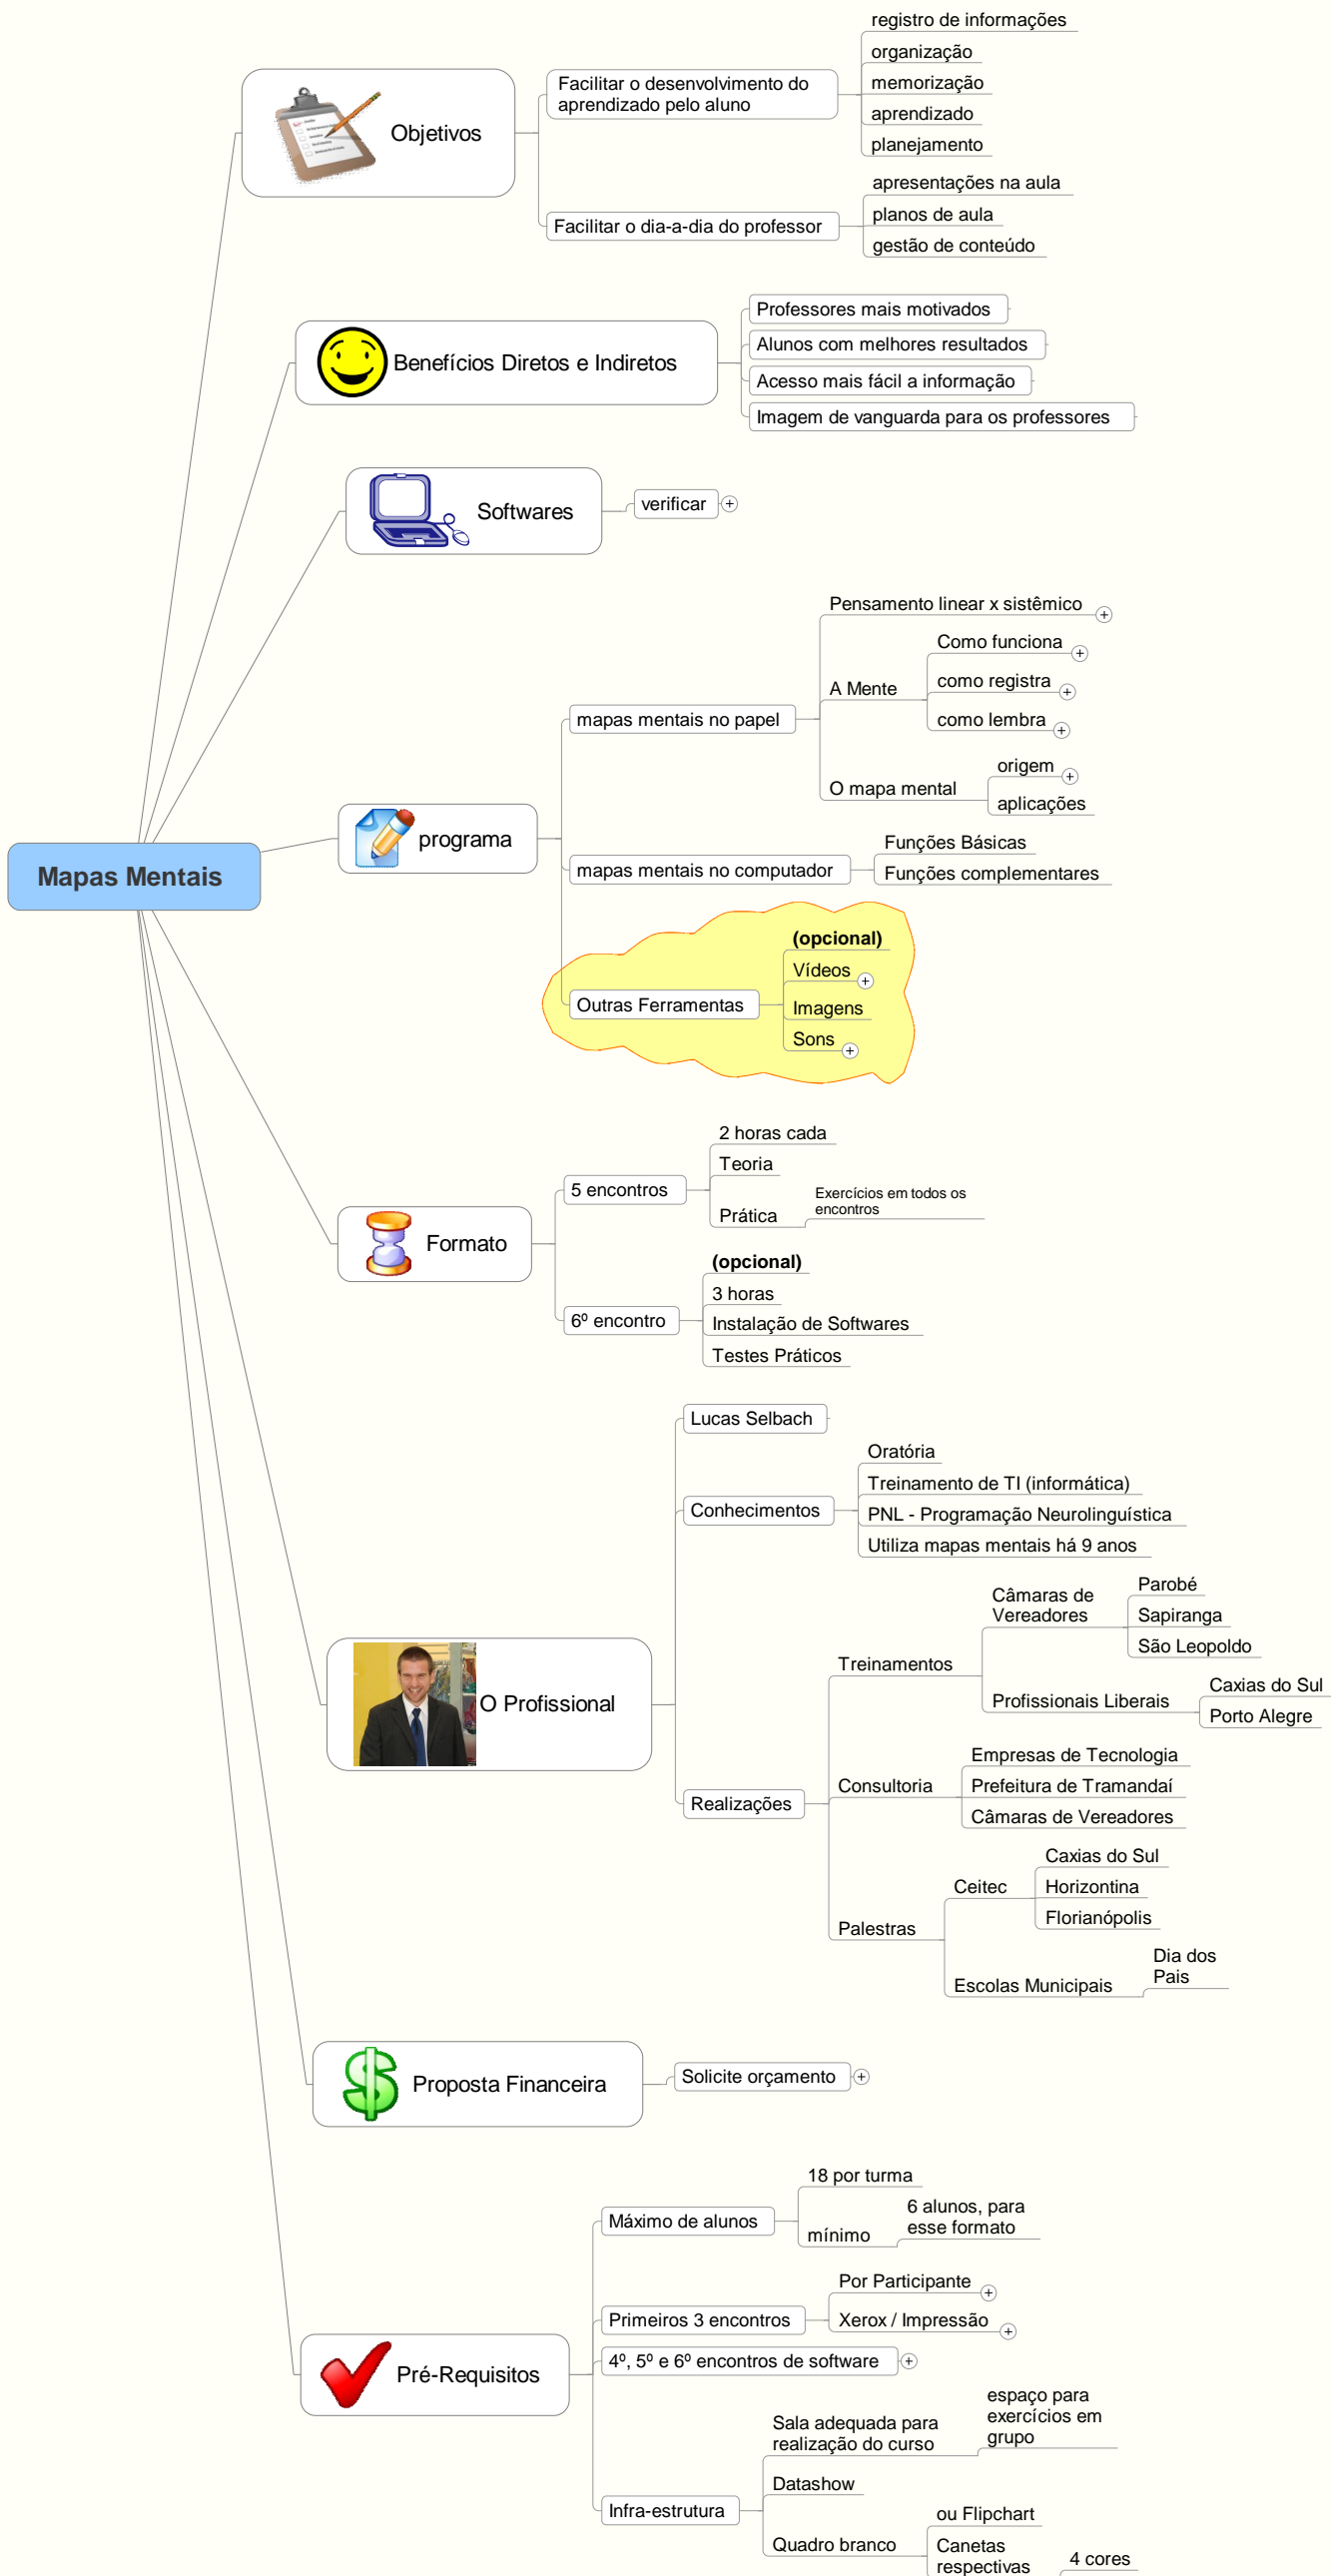 Mapas Mentais
Objetivos
Facilitar o desenvolvimento do
aprendizado pelo aluno
registro de informações
organização
memorização
aprendizado
planejamento
Facilitar o dia-a-dia do professor
apresentações na aula
planos de aula
gestão de conteúdo
Benefícios Diretos e Indiretos
Professores mais motivados
Alunos com melhores resultados
Acesso mais fácil a informação
Imagem de vanguarda para os professores
Softwares
verificar
programa
mapas mentais no papel
Pensamento linear x sistêmico
A Mente
Como funciona
como registra
como lembra
O mapa mental
origem
aplicações
mapas mentais no computador
Funções Básicas
Funções complementares
Outras Ferramentas
(opcional)
Vídeos
Imagens
Sons
Formato
5 encontros
2 horas cada
Teoria
Prática
Exercícios em todos os
encontros
6º encontro
(opcional)
3 horas
Instalação de Softwares
Testes Práticos
O Profissional
Lucas Selbach
Conhecimentos
Oratória
Treinamento de TI (informática)
PNL - Programação Neurolinguística
Utiliza mapas mentais há 9 anos
Realizações
Treinamentos
Câmaras de
Vereadores
Parobé
Sapiranga
São Leopoldo
Profissionais Liberais
Caxias do Sul
Porto Alegre
Consultoria
Empresas de Tecnologia
Prefeitura de Tramandaí
Câmaras de Vereadores
Palestras
Ceitec
Caxias do Sul
Horizontina
Florianópolis
Escolas Municipais
Dia dos
Pais
Proposta Financeira
Solicite orçamento
Pré-Requisitos
Máximo de alunos
18 por turma
mínimo
6 alunos, para
esse formato
Primeiros 3 encontros
Por Participante
Xerox / Impressão
4º, 5º e 6º encontros de software
Infra-estrutura
Sala adequada para
realização do curso
espaço para
exercícios em
grupo
Datashow
Quadro branco
ou Flipchart
Canetas
respectivas
4 cores